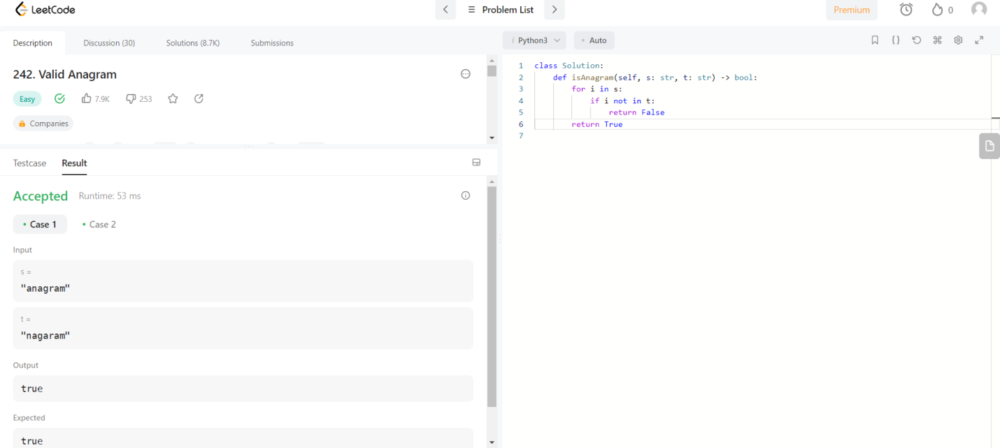 LeetCode
Problem List
Premium
0
Description
Discussion (30)
Solutions (8.7K)
Submissions
242. Valid Anagram
Easy
7.9K
253
Companies
Testcase
Result
Accepted
Runtime: 53 ms
Case 1
Case 2
Input
s =
"anagram"
t =
"nagaram"
Output
true
Expected
true
i Python3
Auto
1 class Solution:
2 def isAnagram(self, s: str, t: str) -> bool:
3 for i in s:
4 if i not in t:
5 return False
6 return True
7